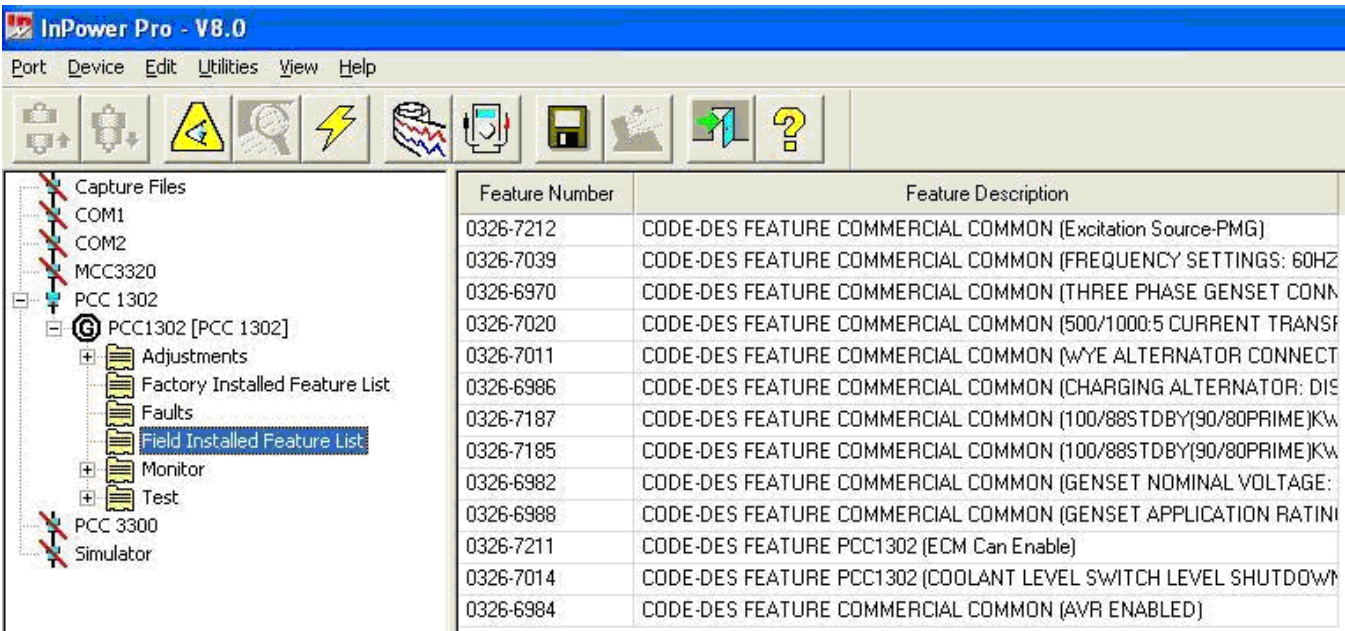 InPower Pro - V8.0
Port Device Edit Utilities View Help
Capture Files
COM1
COM2
MCC3320
PCC 1302
PCC1302 [PCC 1302]
Adjustments
Factory Installed Feature List
Faults
Field Installed Feature List
Monitor
Test
PCC 3300
Simulator
Feature Number Feature Description
0326-7212 CODE-DES FEATURE COMMERCIAL COMMON (Excitation Source-PMG)
0326-7039 CODE-DES FEATURE COMMERCIAL COMMON (FREQUENCY SETTINGS: 60HZ
0326-6970 CODE-DES FEATURE COMMERCIAL COMMON (THREE PHASE GENSET CONN
0326-7020 CODE-DES FEATURE COMMERCIAL COMMON (500/1000:5 CURRENT TRANSF
0326-7011 CODE-DES FEATURE COMMERCIAL COMMON (WYE ALTERNATOR CONNECT
0326-6986 CODE-DES FEATURE COMMERCIAL COMMON (CHARGING ALTERNATOR: DIS
0326-7187 CODE-DES FEATURE COMMERCIAL COMMON (100/88STDBY(90/80PRIME)KW
0326-7185 CODE-DES FEATURE COMMERCIAL COMMON (100/88STDBY(90/80PRIME)KW
0326-6982 CODE-DES FEATURE COMMERCIAL COMMON (GENSET NOMINAL VOLTAGE:
0326-6988 CODE-DES FEATURE COMMERCIAL COMMON (GENSET APPLICATION RATIN
0326-7211 CODE-DES FEATURE PCC1302 (ECM Can Enable)
0326-7014 CODE-DES FEATURE PCC1302 (COOLANT LEVEL SWITCH LEVEL SHUTDOWN
0326-6984 CODE-DES FEATURE COMMERCIAL COMMON (AVR ENABLED)